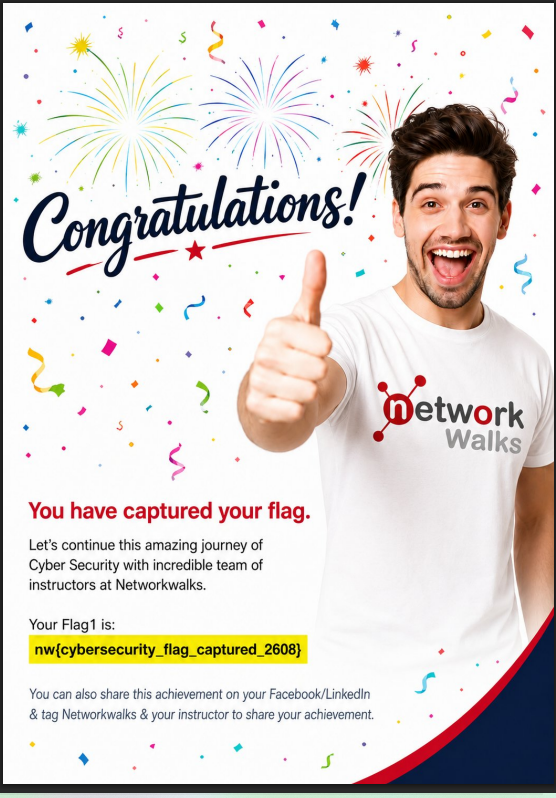 Congratulations!
network
Walks
You have captured your flag.
Let's continue this amazing journey of
Cyber Security with incredible team of
instructors at Networkwalks.
Your Flag1 is:
nw{cybersecurity_flag_captured_2608}
You can also share this achievement on your Facebook/LinkedIn
& tag Networkwalks & your instructor to share your achievement.